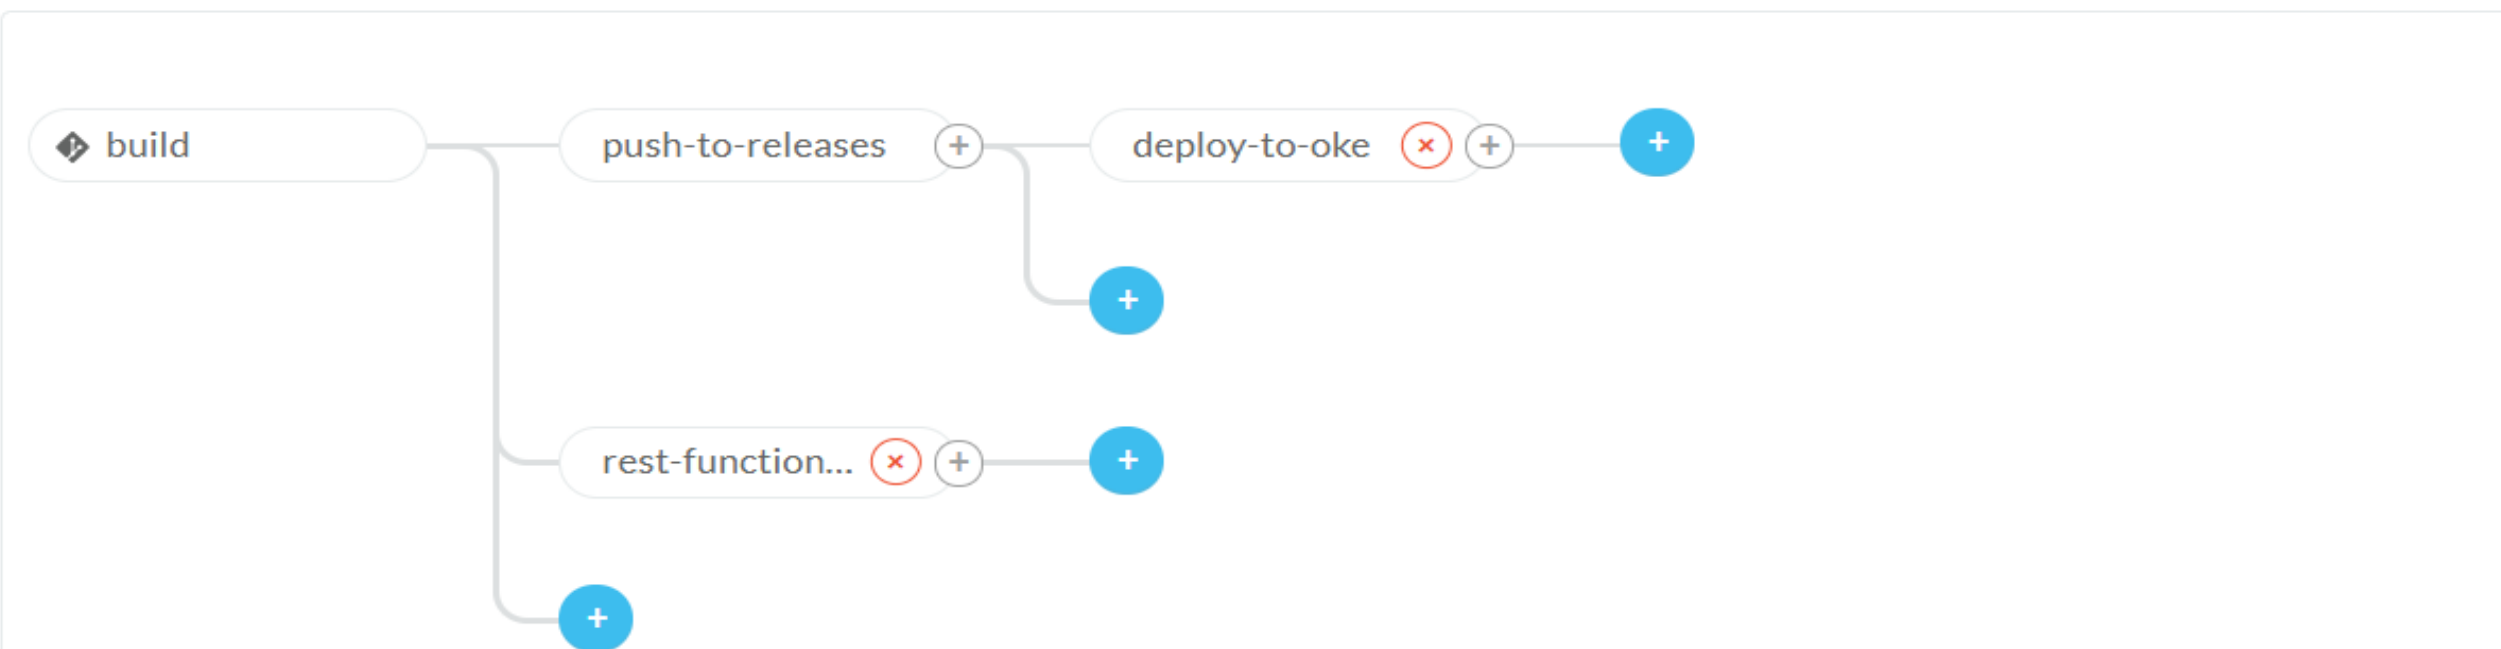 build
push-to-releases
deploy-to-oke
rest-function...